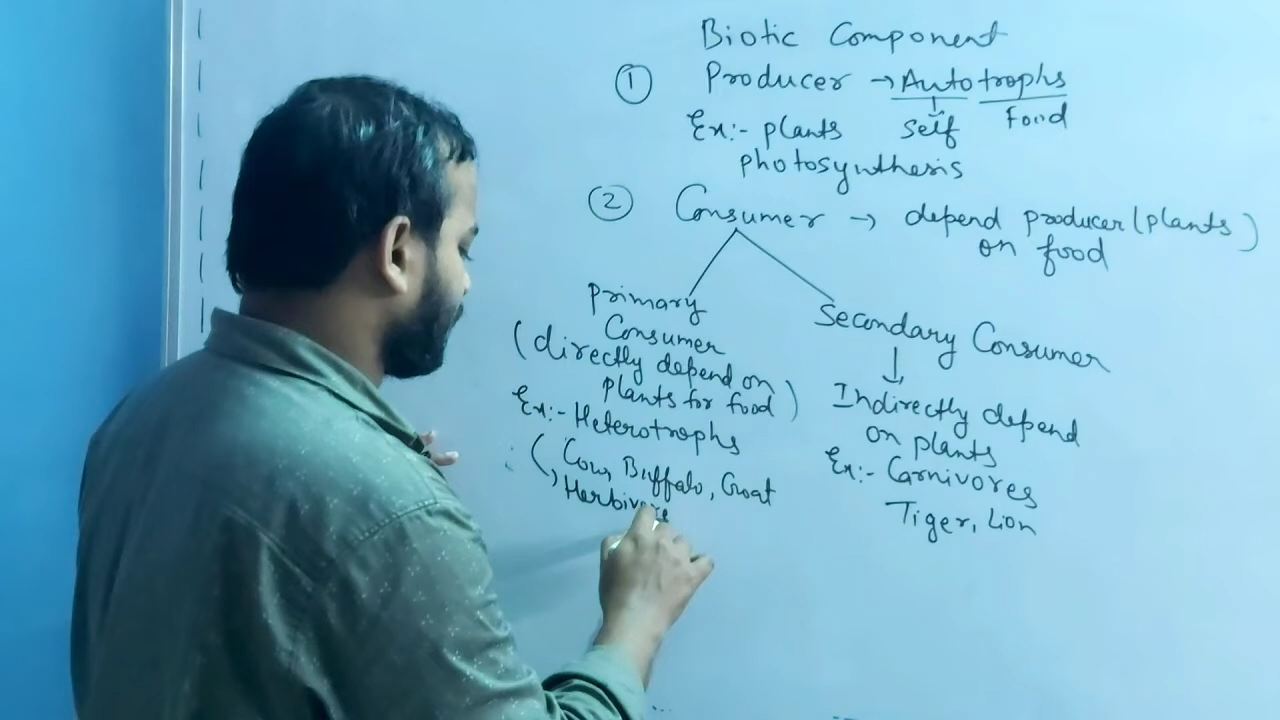 Biotic Component
① Producer → Autotrophs
Self Food
Ex:- plants
photosynthesis
② Consumer → depend producer (plants)
on food
Primary
Consumer
(directly depend on
plants for food)
Ex:- Heterotrophs
(Cow, Buffalo, Goat
, Herbivore
Secondary Consumer
↓
Indirectly depend
on plants
Ex:- Carnivores
Tiger, Lion